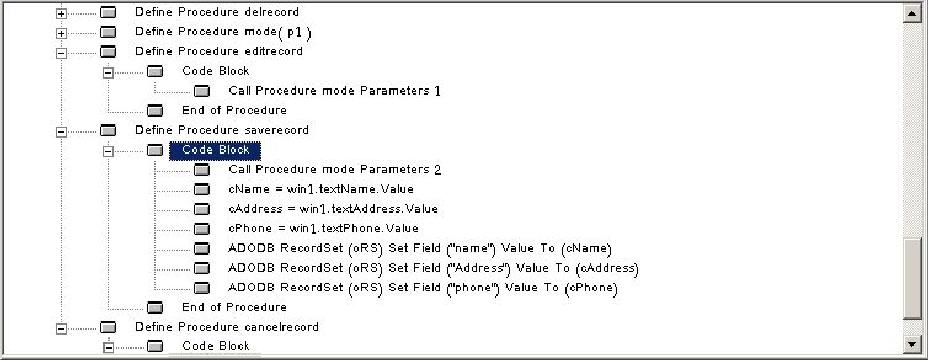 Define Procedure delrecord
Define Procedure mode( p1 )
Define Procedure editrecord
Code Block
Call Procedure mode Parameters 1
End of Procedure
Define Procedure saverecord
Code Block
Call Procedure mode Parameters 2
cName = win1.textName.Value
cAddress = win1.textAddress.Value
cPhone = win1.textPhone.Value
ADODB RecordSet (oRS) Set Field ("name") Value To (cName)
ADODB RecordSet (oRS) Set Field ("Address") Value To (cAddress)
ADODB RecordSet (oRS) Set Field ("phone") Value To (cPhone)
End of Procedure
Define Procedure cancelrecord
Code Block